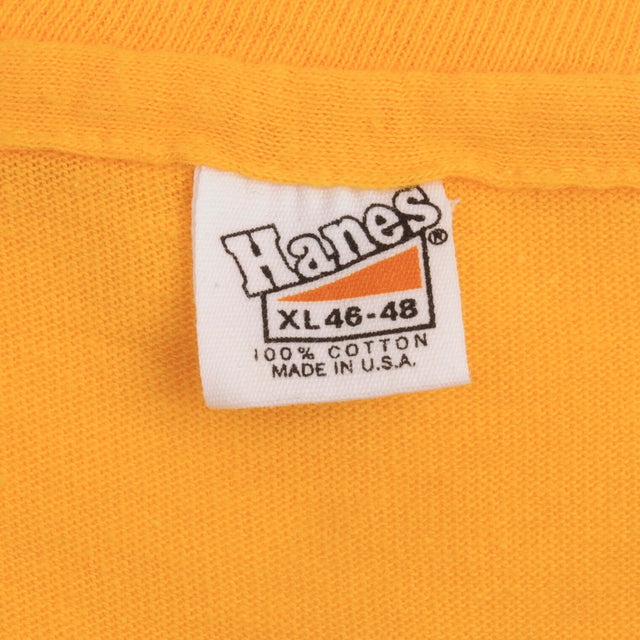 Hanes®
XL 46-48
100% COTTON
MADE IN U.S.A.